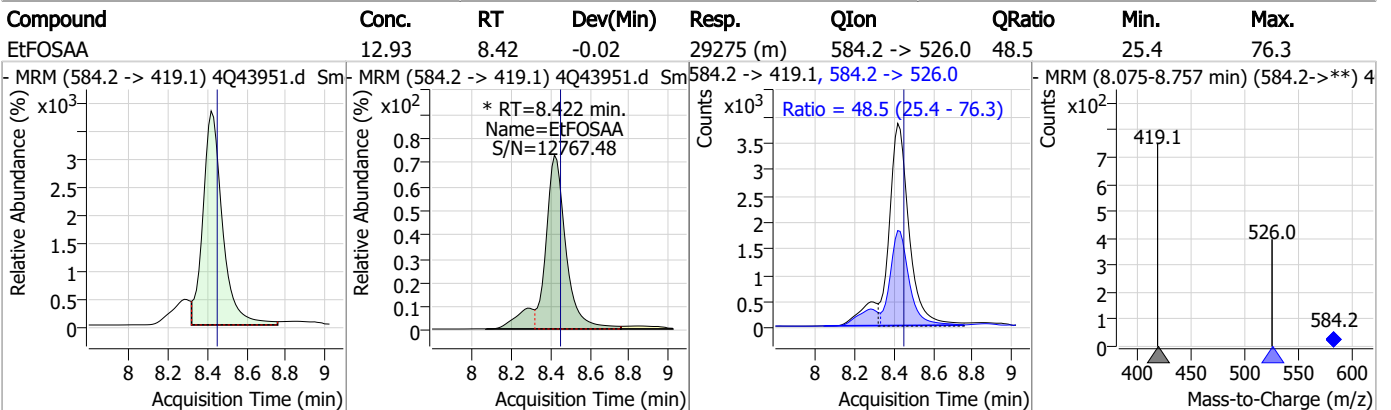 Compound Conc. RT Dev(Min) Resp. QIon QRatio Min. Max.
EtFOSAA 12.93 8.42 -0.02 29275 (m) 584.2 -> 526.0 48.5 25.4 76.3
- MRM (584.2 -> 419.1) 4Q43951.d Sm
x10³
3
2.5
2
1.5
1
0.5
0
Relative Abundance (%)
8 8.2 8.4 8.6 8.8 9
Acquisition Time (min)
- MRM (584.2 -> 419.1) 4Q43951.d Sm
x10²
* RT=8.422 min.
Name=EtFOSAA
S/N=12767.48
0.8
0.7
0.6
0.5
0.4
0.3
0.2
0.1
0
Relative Abundance (%)
8 8.2 8.4 8.6 8.8 9
Acquisition Time (min)
584.2 -> 419.1, 584.2 -> 526.0
x10³
Ratio = 48.5 (25.4 - 76.3)
3.5
3
2.5
2
1.5
1
0.5
0
Counts
8 8.2 8.4 8.6 8.8 9
Acquisition Time (min)
- MRM (8.075-8.757 min) (584.2->**) 4
x10²
419.1
526.0
584.2
7
6
5
4
3
2
1
0
Counts
400 450 500 550 600
Mass-to-Charge (m/z)